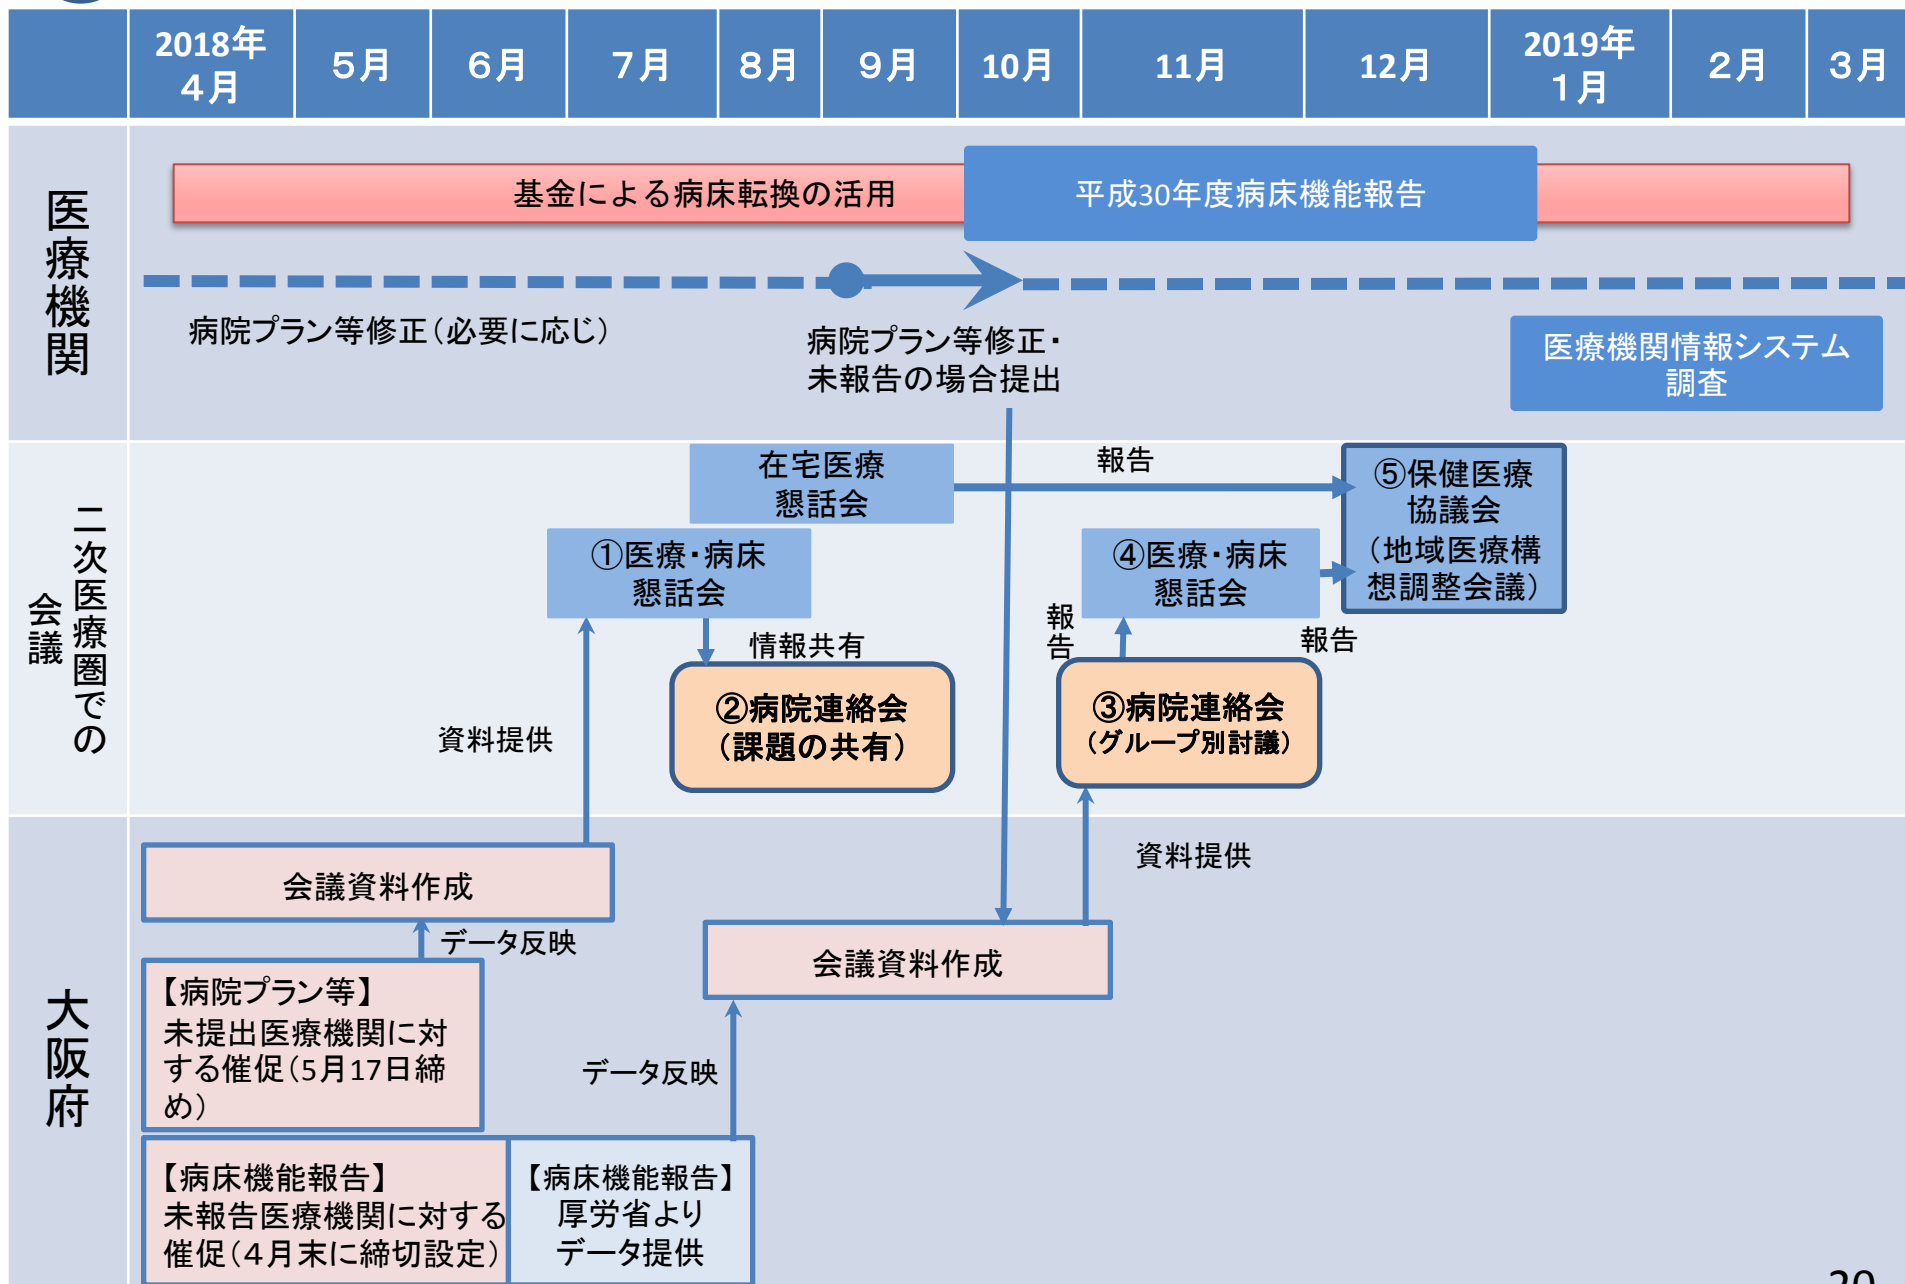 2018年
4月
5月
6月
7月
8月
9月
10月
11月
12月
2019年
1月
2月
3月
医療機関
基金による病床転換の活用
平成30年度病床機能報告
病院プラン等修正（必要に応じ）
病院プラン等修正・
未報告の場合提出
医療機関情報システム
調査
二次医療圏での
会議
在宅医療
懇話会
報告
⑤保健医療
協議会
（地域医療構
想調整会議）
①医療・病床
懇話会
④医療・病床
懇話会
情報共有
報告
報告
②病院連絡会
（課題の共有）
③病院連絡会
（グループ別討議）
資料提供
大阪府
資料提供
会議資料作成
データ反映
会議資料作成
【病院プラン等】
未提出医療機関に対
する催促（5月17日締
め）
データ反映
【病床機能報告】
未報告医療機関に対する
催促（4月末に締切設定）
【病床機能報告】
厚労省より
データ提供
20